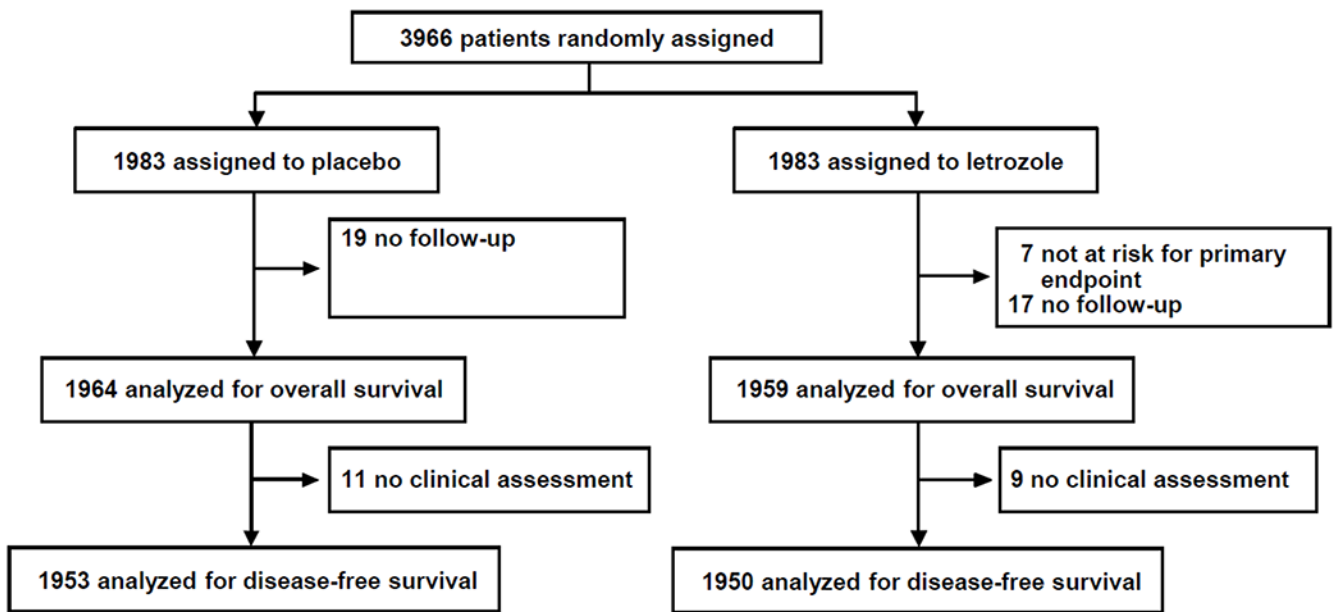 3966 patients randomly assigned
1983 assigned to placebo
1983 assigned to letrozole
19 no follow-up
7 not at risk for primary
endpoint
17 no follow-up
1964 analyzed for overall survival
1959 analyzed for overall survival
11 no clinical assessment
9 no clinical assessment
1953 analyzed for disease-free survival
1950 analyzed for disease-free survival